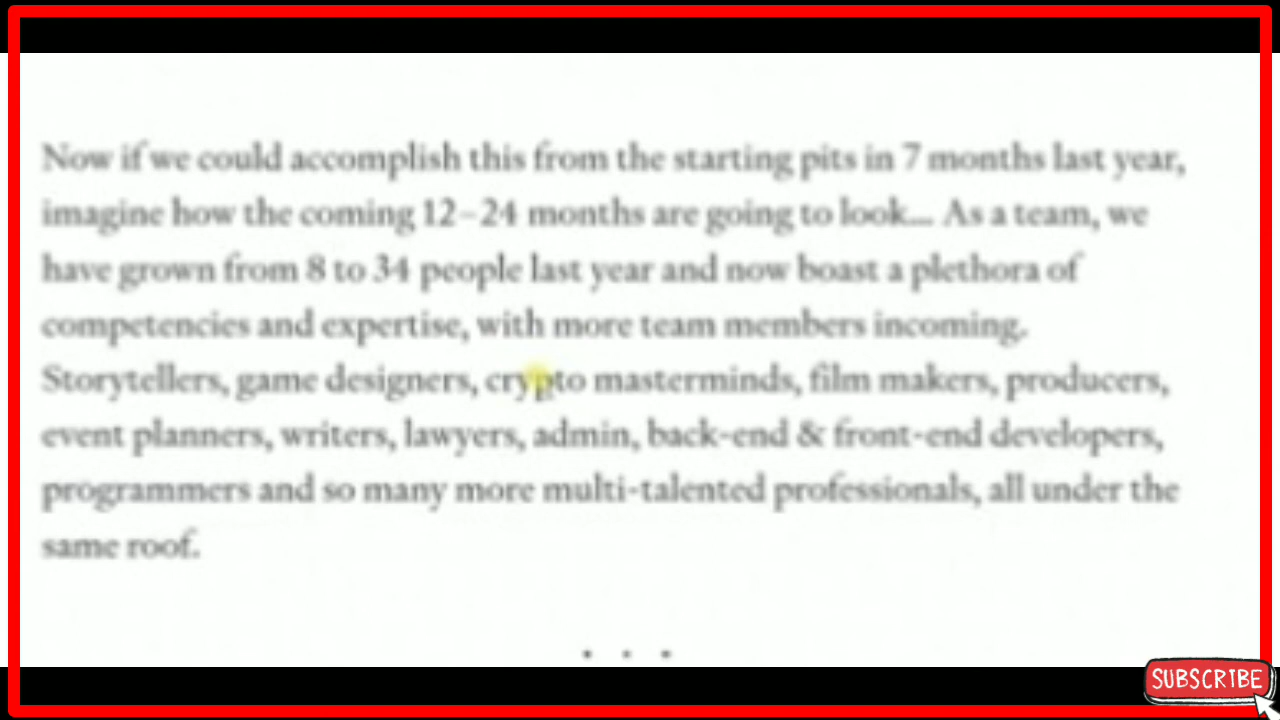 Now if we could accomplish this from the starting pits in 7 months last year,
imagine how the coming 12–24 months are going to look... As a team, we
have grown from 8 to 34 people last year and now boast a plethora of
competencies and expertise, with more team members incoming.
Storytellers, game designers, crypto masterminds, film makers, producers,
event planners, writers, lawyers, admin, back-end & front-end developers,
programmers and so many more multi-talented professionals, all under the
same roof.
. . .
SUBSCRIBE